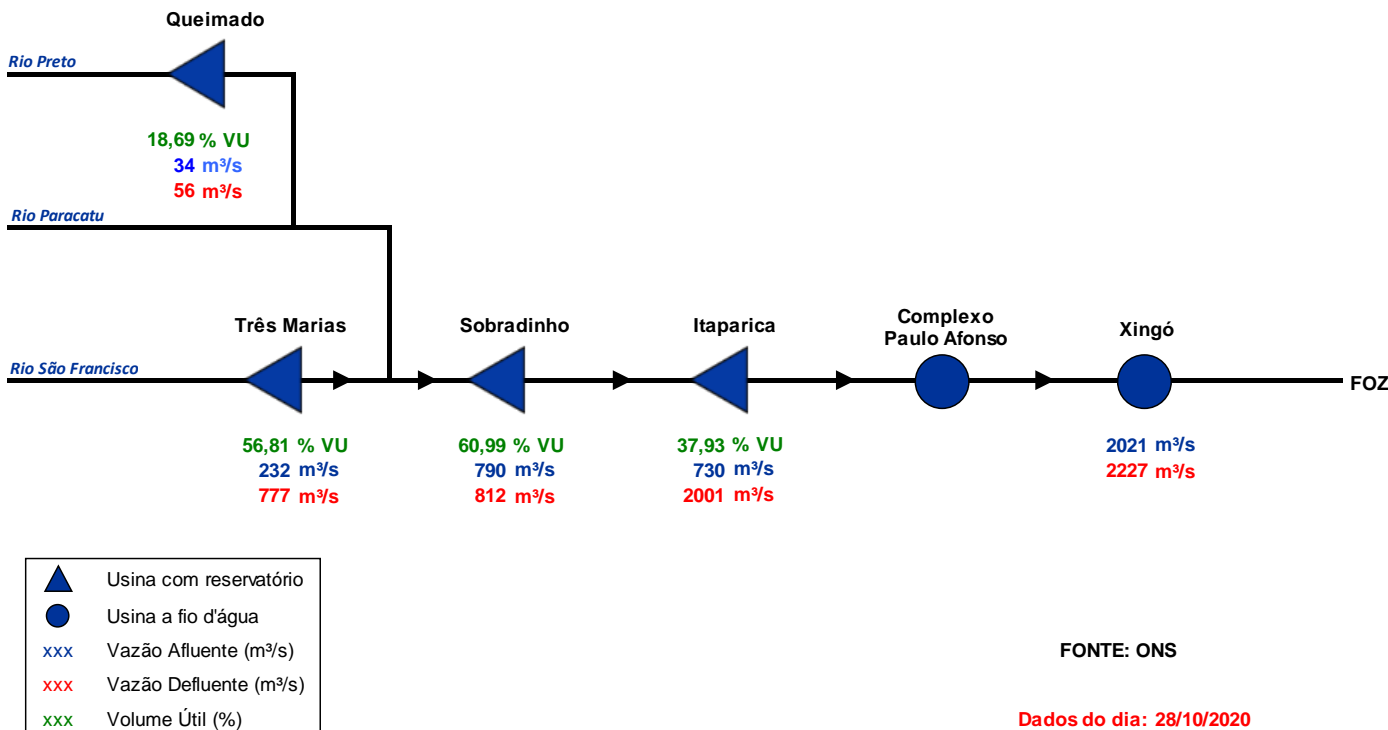 Queimado
Rio Preto
18,69 % VU
34 m³/s
56 m³/s
Rio Paracatu
Três Marias
Sobradinho
Itaparica
Complexo
Paulo Afonso
Xingó
Rio São Francisco
FOZ
56,81 % VU
232 m³/s
777 m³/s
60,99 % VU
790 m³/s
812 m³/s
37,93 % VU
730 m³/s
2001 m³/s
2021 m³/s
2227 m³/s
Usina com reservatório
Usina a fio d'água
xxx Vazão Afluente (m³/s)
xxx Vazão Defluente (m³/s)
xxx Volume Útil (%)
FONTE: ONS
Dados do dia: 28/10/2020